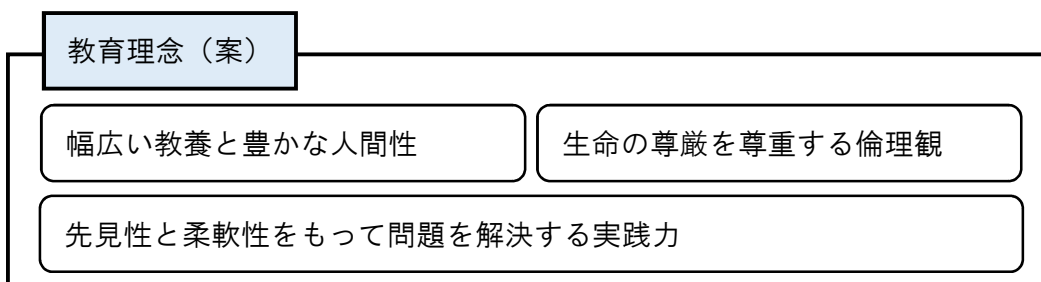 教育理念（案）
幅広い教養と豊かな人間性
生命の尊厳を尊重する倫理観
先見性と柔軟性をもって問題を解決する実践力